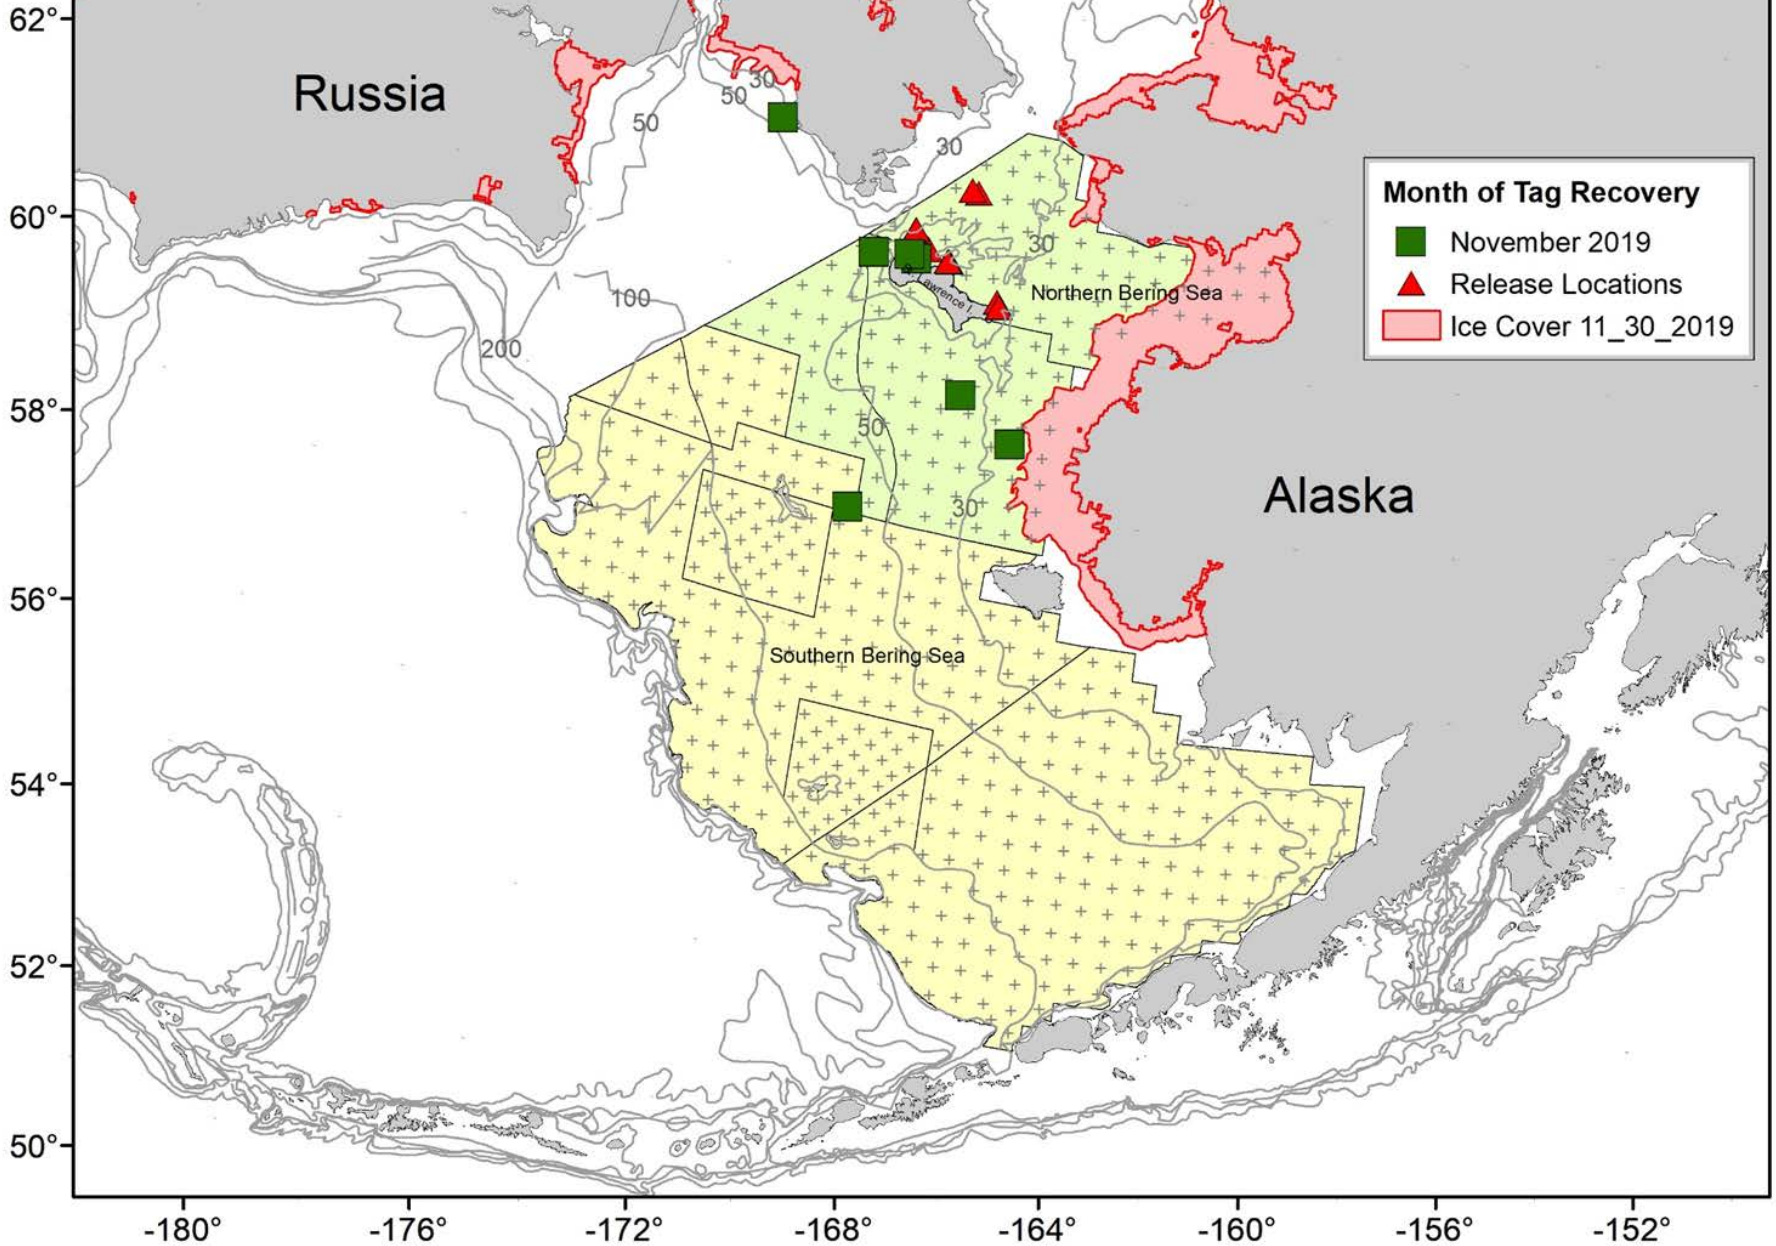 62°
60°
58°
56°
54°
52°
50°
Russia
30
50
50
30
Month of Tag Recovery
November 2019
Release Locations
Ice Cover 11_30_2019
30
Northern Bering Sea
awrence I
100
200
50
30
Alaska
Southern Bering Sea
-180°
-176°
-172°
-168°
-164°
-160°
-156°
-152°